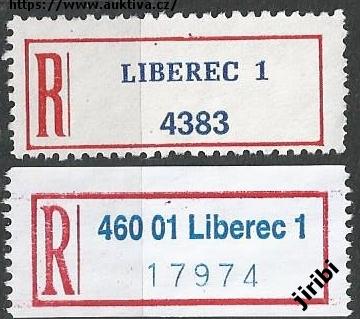 https://www.auktiva.cz/
R
LIBEREC 1
4383
R
460 01 Liberec 1
17974
jiribi